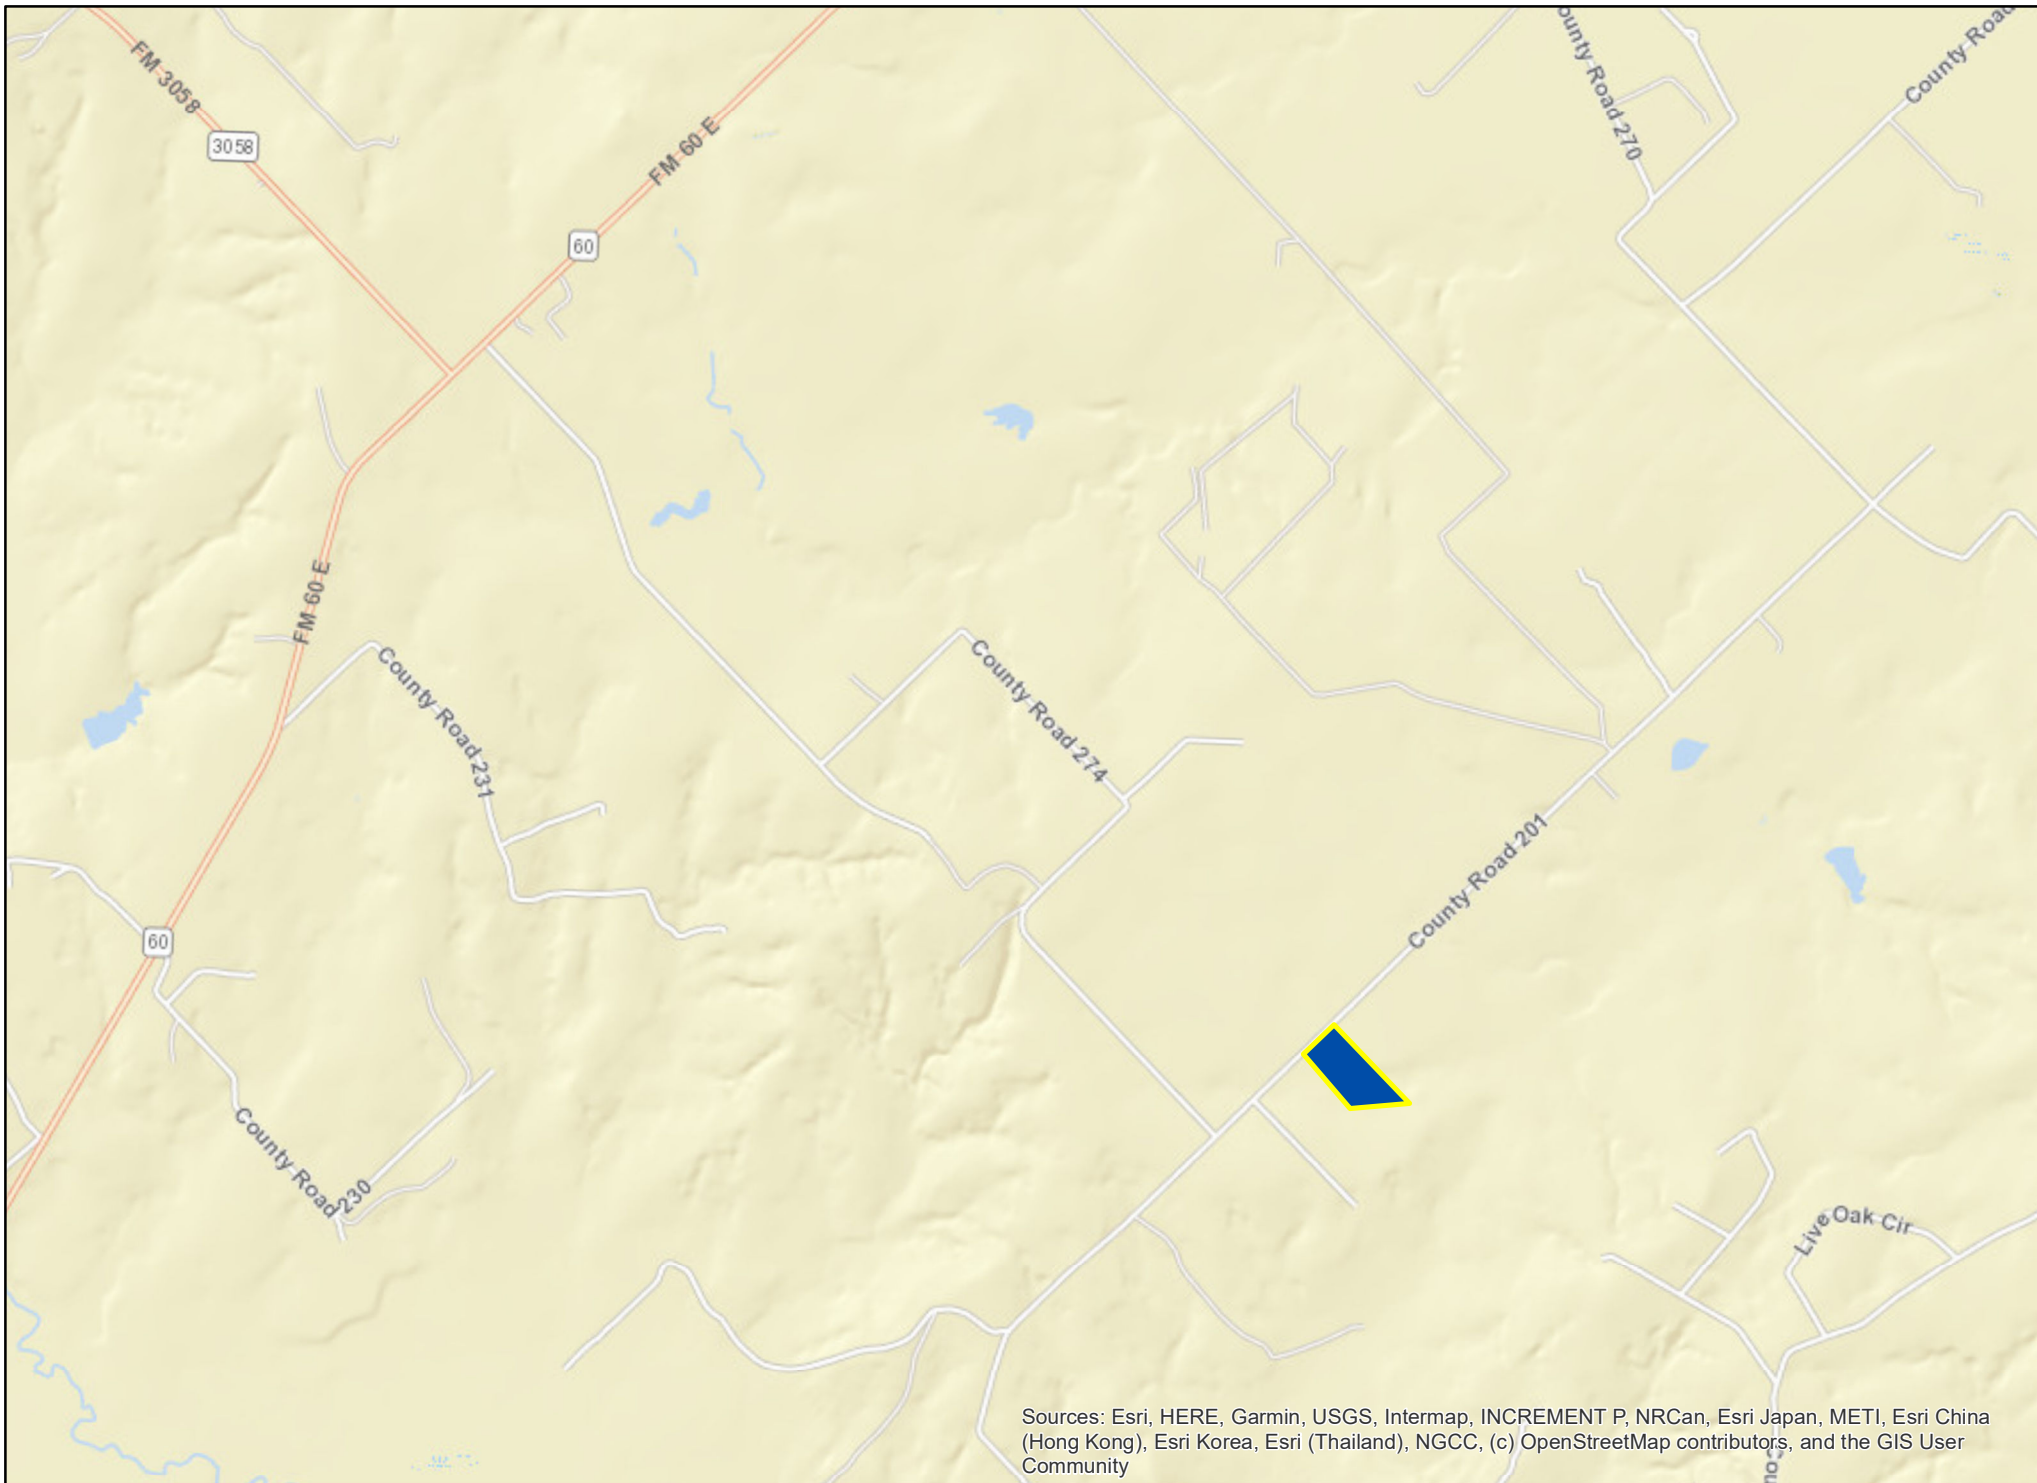 FM 3058
3058
FM 60 E
60
ounty Road 270
County Road
FM 60 E
County Road 231
County Road 274
County Road 201
60
County Road 230
Live Oak Cir
Sources: Esri, HERE, Garmin, USGS, Intermap, INCREMENT P, NRCan, Esri Japan, METI, Esri China
(Hong Kong), Esri Korea, Esri (Thailand), NGCC, (c) OpenStreetMap contributors, and the GIS User
Community